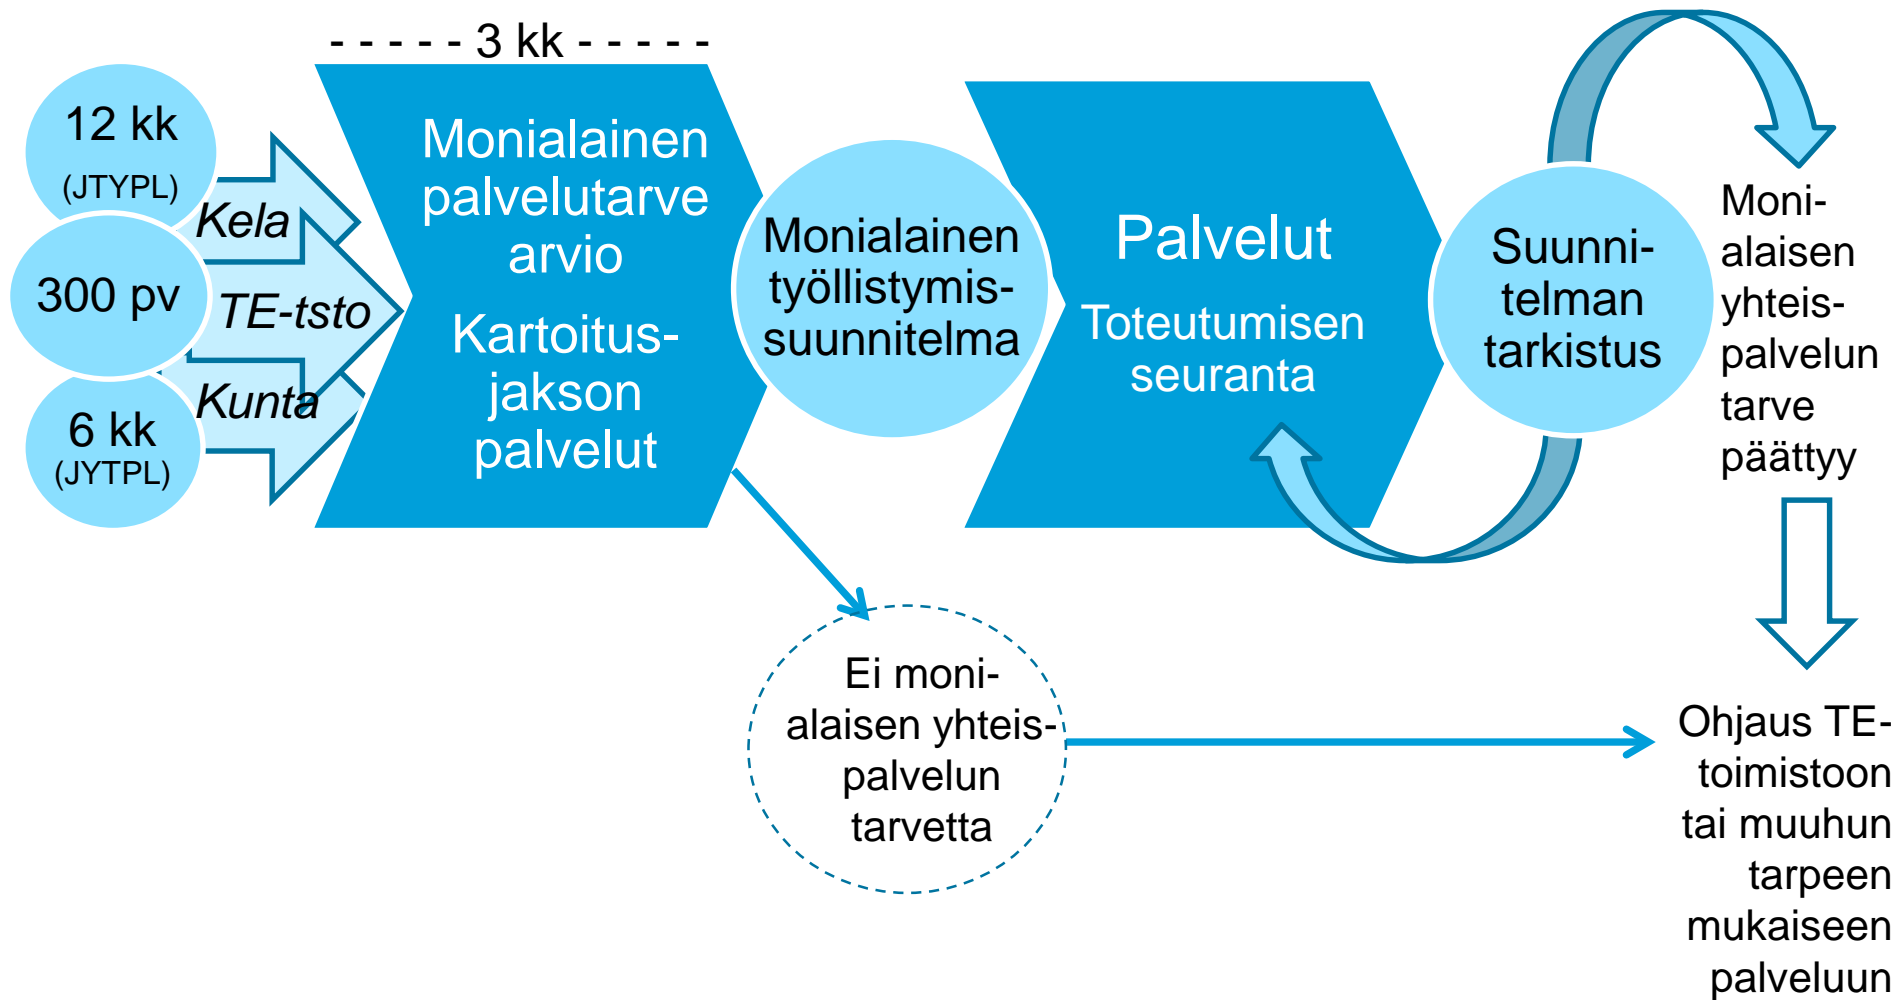 - - - - - 3 kk - - - - -
12 kk
(JTYPL)
300 pv
6 kk
(JYTPL)
Kela
TE-tsto
Kunta
Monialainen
palvelutarve
arvio
Kartoitus-
jakson
palvelut
Monialainen
työllistymis-
suunnitelma
Palvelut
Toteutumisen
seuranta
Suunni-
telman
tarkistus
Moni-
alaisen
yhteis-
palvelun
tarve
päättyy
Ei moni-
alaisen yhteis-
palvelun
tarvetta
Ohjaus TE-
toimistoon
tai muuhun
tarpeen
mukaiseen
palveluun